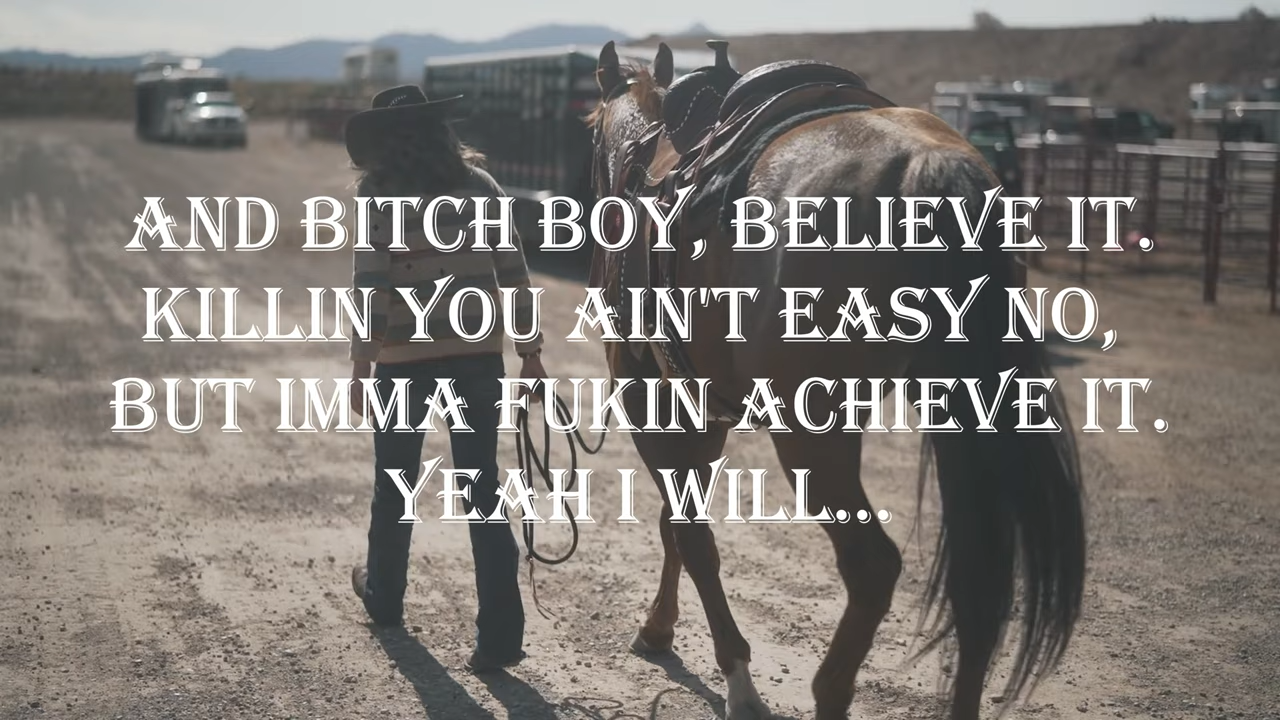 AND BITCH BOY, BELIEVE IT.
KILLIN YOU AIN'T EASY NO,
BUT IMMA FUKIN ACHIEVE IT.
YEAH I WILL...